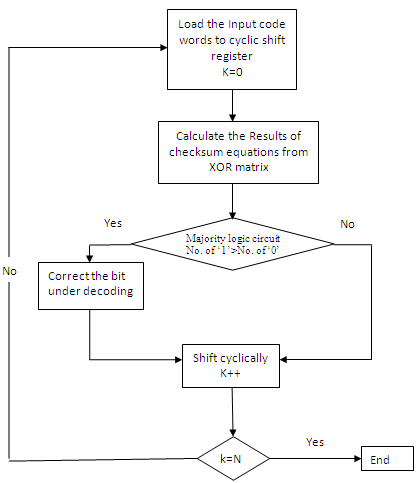 Load the Input code
words to cyclic shift
register
K=0
Calculate the Results of
checksum equations from
XOR matrix
Yes
No
Majority logic circuit
No. of ‘1’>No. of ‘0’
No
Correct the bit
under decoding
Shift cyclically
K++
Yes
k=N
End